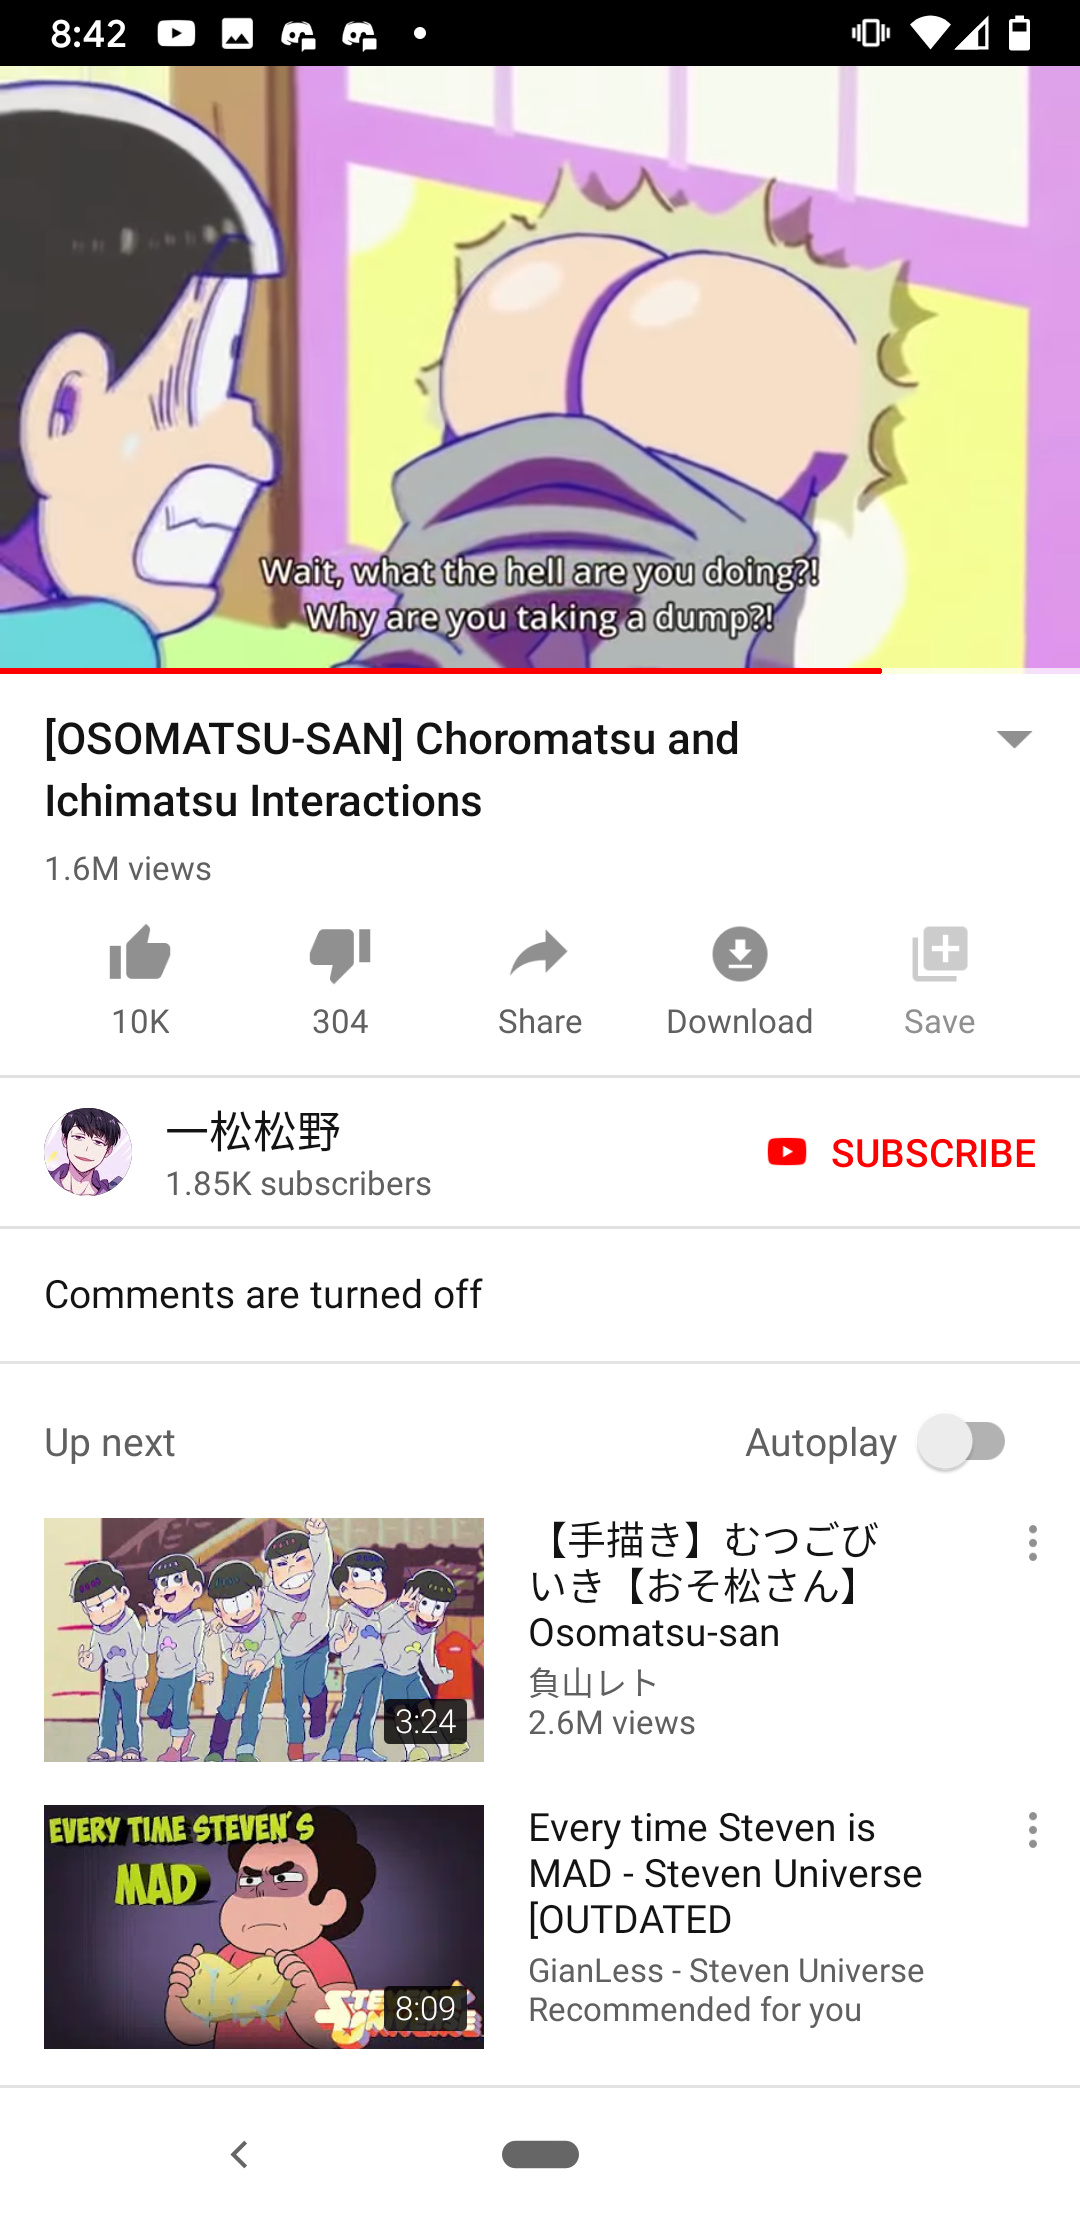 8:42
Wait, what the hell are you doing?!
Why are you taking a dump?!
[OSOMATSU-SAN] Choromatsu and
Ichimatsu Interactions
1.6M views
10K
304
Share
Download
Save
一松松野
1.85K subscribers
SUBSCRIBE
Comments are turned off
Up next
Autoplay
3:24
【手描き】むつごび
いき【おそ松さん】
Osomatsu-san
負山レト
2.6M views
EVERY TIME STEVEN'S
MAD
STEVEN
UNIVERSE
8:09
Every time Steven is
MAD - Steven Universe
[OUTDATED
GianLess - Steven Universe
Recommended for you